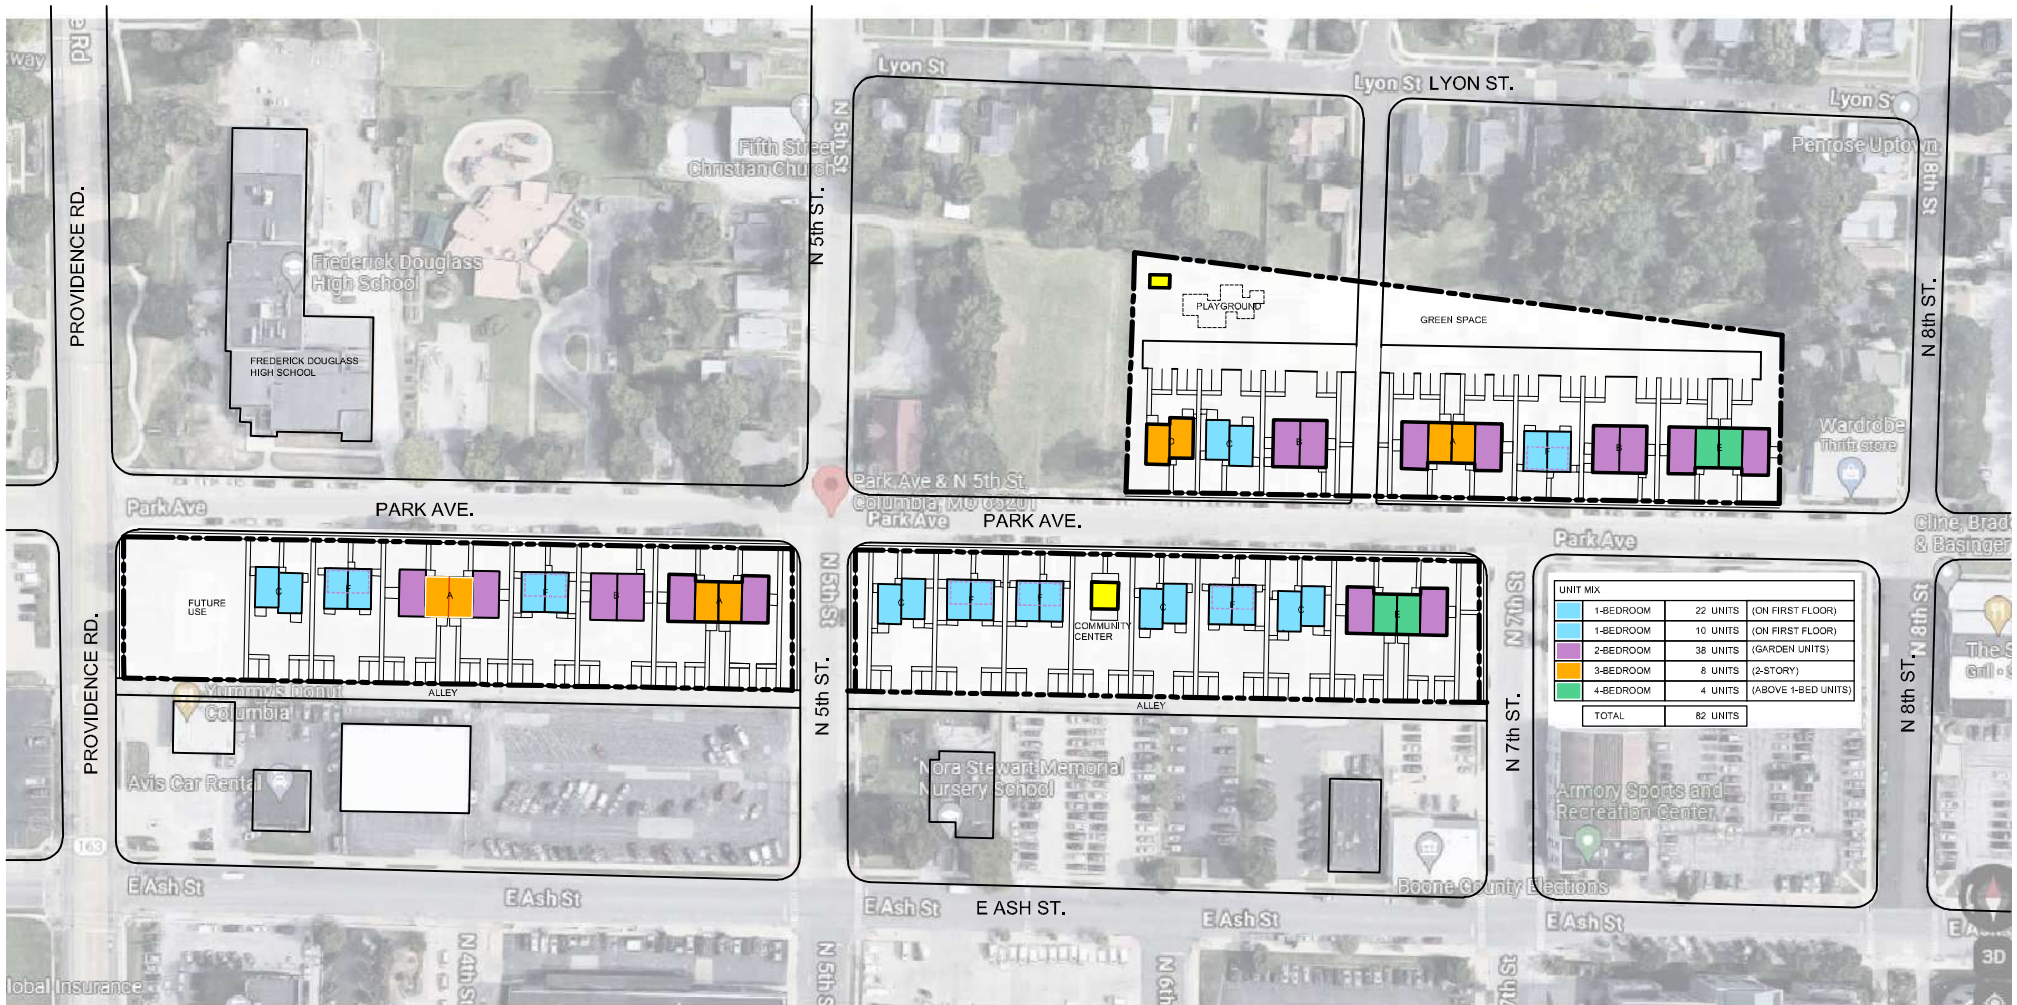 way
e Rd
Lyon St
Lyon St
LYON ST.
Lyon S
N 5th St
Fifth Street
Christian Church
Penrose Uptown
N 8th St
PROVIDENCE RD.
N 5th ST.
Frederick Douglass
High School
FREDERICK DOUGLASS
HIGH SCHOOL
PLAYGROUND
GREEN SPACE
N 8th ST.
D
C
B
A
F
B
E
Wardrobe
Thrift store
Park Ave
PARK AVE.
Park Ave & N 5th St,
Columbia, MO 65201
Park Ave
PARK AVE.
Park Ave
Cline, Brad
& Basinger
FUTURE
USE
C
F
A
F
B
A
N 5th St
C
F
F
COMMUNITY
CENTER
C
F
C
E
N 7th St
UNIT MIX
1-BEDROOM 22 UNITS (ON FIRST FLOOR)
1-BEDROOM 10 UNITS (ON FIRST FLOOR)
2-BEDROOM 38 UNITS (GARDEN UNITS)
3-BEDROOM 8 UNITS (2-STORY)
4-BEDROOM 4 UNITS (ABOVE 1-BED UNITS)
TOTAL 82 UNITS
N 8th St
The S
Grill
PROVIDENCE RD.
ALLEY
N 5th ST.
ALLEY
N 7th ST.
N 8th ST.
Yummy's Donut
Columbia
Avis Car Rental
Nora Stewart Memorial
Nursery School
Armory Sports and
Recreation Center
163
Boone County Elections
E Ash St
E Ash St
E Ash St
E ASH ST.
E Ash St
E Ash St
E A
N 4th St
N 5th S
N 6th
7th St
3D
lobal Insurance